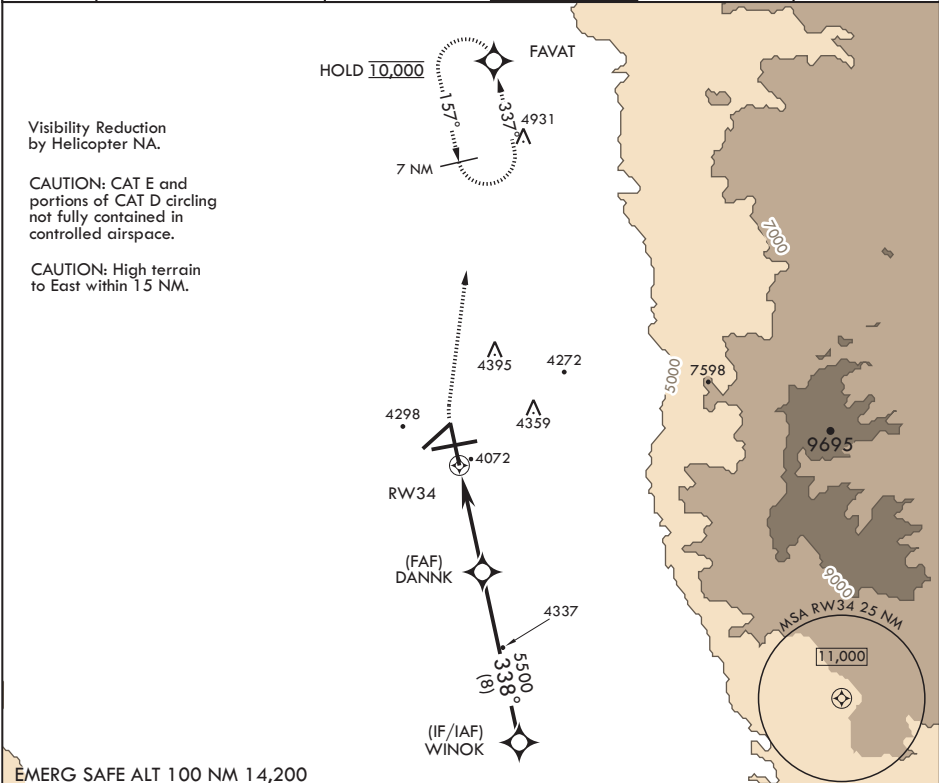 FAVAT
HOLD 10,000
157°
337°
4931
7 NM
Visibility Reduction
by Helicopter NA.
CAUTION: CAT E and
portions of CAT D circling
not fully contained in
controlled airspace.
CAUTION: High terrain
to East within 15 NM.
7000
4395
4272
5000
7598
4298
4359
9695
4072
RW34
(FAF)
DANNK
9000
4337
MSA RW34 25 NM
11,000
5500
338°
(8)
(IF/IAF)
WINOK
EMERG SAFE ALT 100 NM 14,200